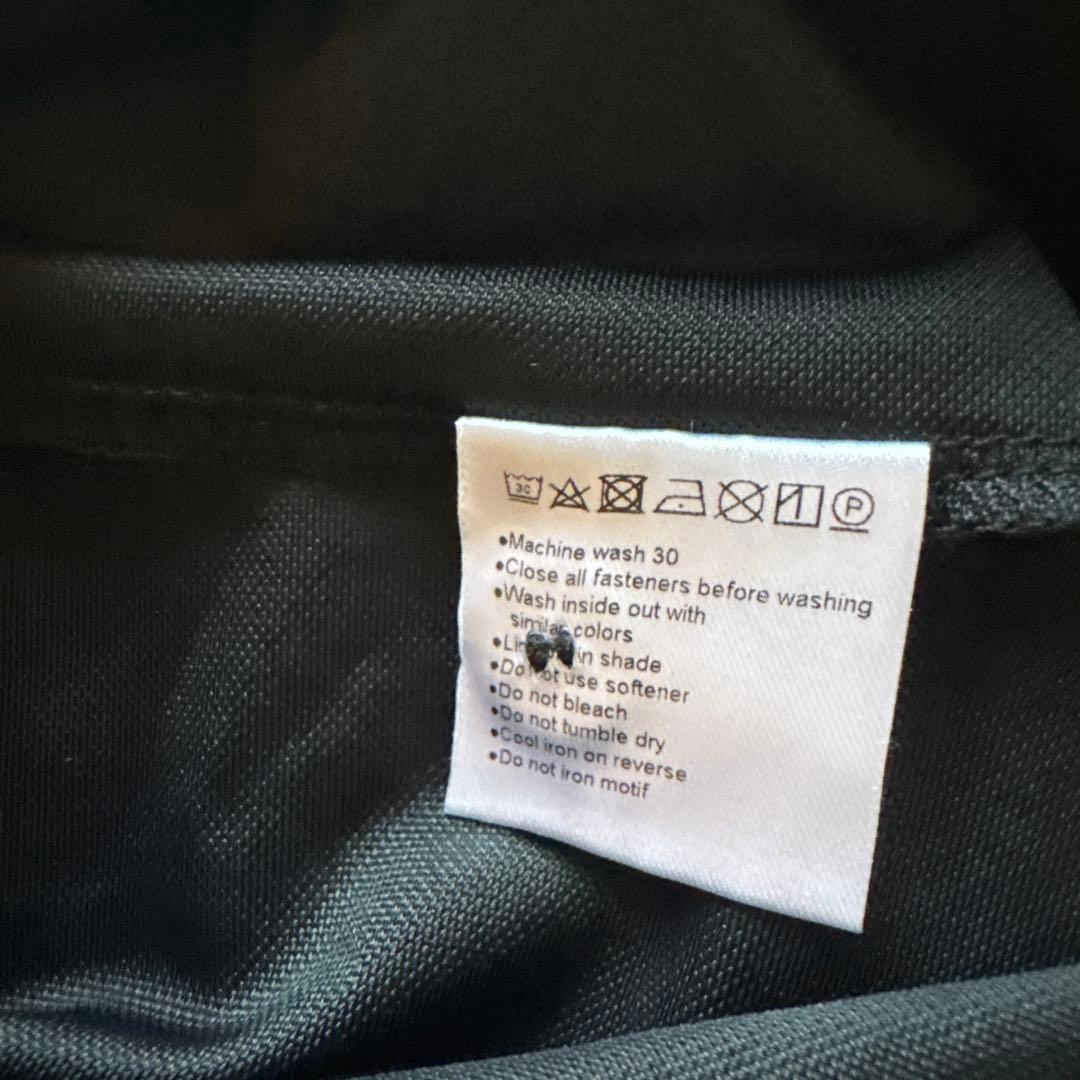 30 P
•Machine wash 30
•Close all fasteners before washing
•Wash inside out with
similar colors
in shade
•Do not use softener
•Do not bleach
•Do not tumble dry
•Cool iron on reverse
•Do not iron motif